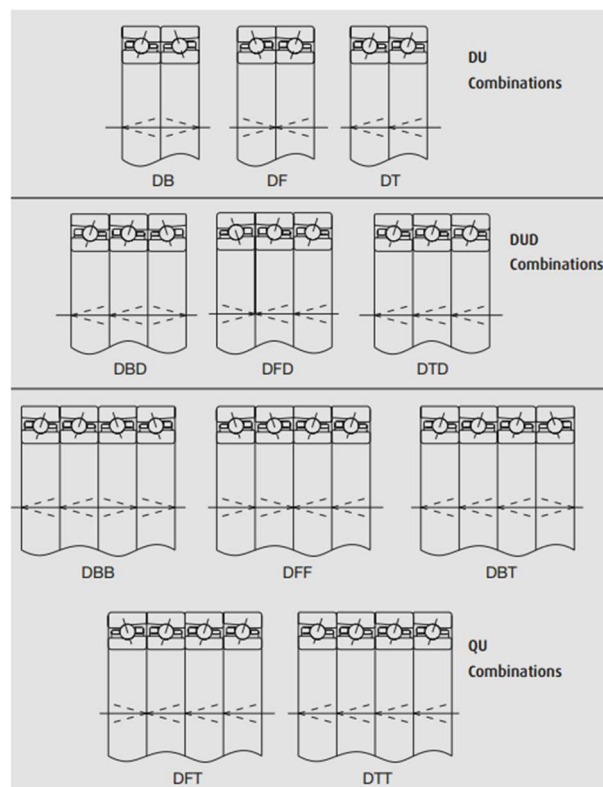 DU
Combinations
DB
DF
DT
DUD
Combinations
DBD
DFD
DTD
DBB
DFF
DBT
QU
Combinations
DFT
DTT